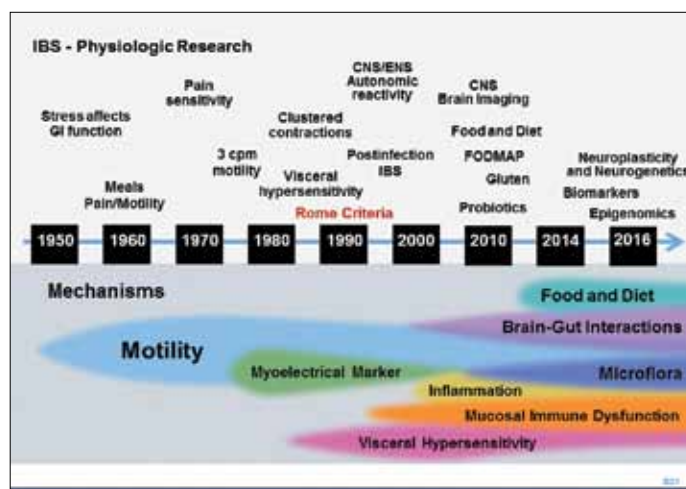 IBS - Physiologic Research
Stress affects
GI function
Meals
Pain/Motility
Pain
sensitivity
3 cpm
motility
Clustered
contractions
Visceral
hypersensitivity
Rome Criteria
CNS/ENS
Autonomic
reactivity
Postinfection
IBS
CNS
Brain Imaging
Food and Diet
FODMAP
Gluten
Probiotics
Neuroplasticity
and Neurogenetics
Biomarkers
Epigenomics
1950 1960 1970 1980 1990 2000 2010 2014 2016
Mechanisms
Food and Diet
Brain-Gut Interactions
Motility
Myoelectrical Marker
Microflora
Inflammation
Mucosal Immune Dysfunction
Visceral Hypersensitivity